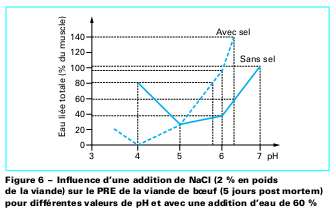 Eau liée totale (% du muscle)
140
120
100
80
60
40
20
0
Avec sel
Sans sel
3
4
5
6
7 pH
Figure 6 – Influence d'une addition de NaCl (2 % en poids
de la viande) sur le PRE de la viande de bœuf (5 jours post mortem)
pour différentes valeurs de pH et avec une addition d'eau de 60 %